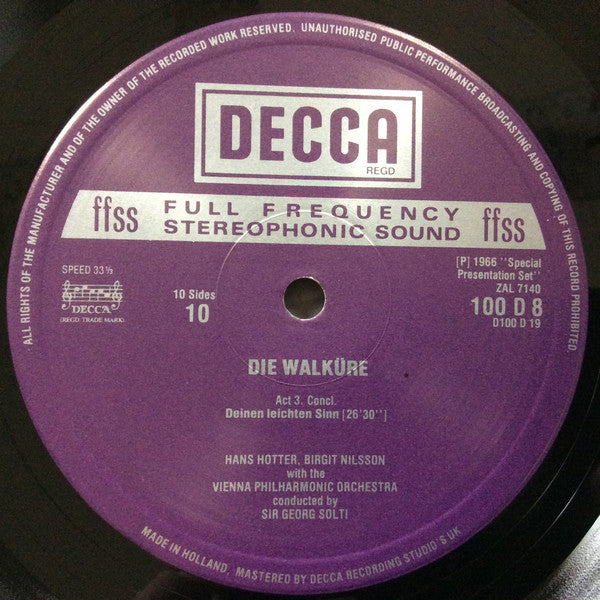 ALL RIGHTS OF THE MANUFACTURER AND OF THE OWNER OF THE RECORDED WORK RESERVED. UNAUTHORISED PUBLIC PERFORMANCE BROADCASTING AND COPYING OF THIS RECORD PROHIBITED.
DECCA
REGD
ffss FULL FREQUENCY STEREOPHONIC SOUND ffss
SPEED 33⅓
DECCA
(REGD. TRADE MARK)
10 Sides
10
[P] 1966 "Special
Presentation Set"
ZAL 7140
100 D 8
D100 D 19
DIE WALKÜRE
Act 3. Concl.
Deinen leichten Sinn [26'30'']
HANS HOTTER, BIRGIT NILSSON
with the
VIENNA PHILHARMONIC ORCHESTRA
conducted by
SIR GEORG SOLTI
MADE IN HOLLAND. MASTERED BY DECCA RECORDING STUDIO'S UK